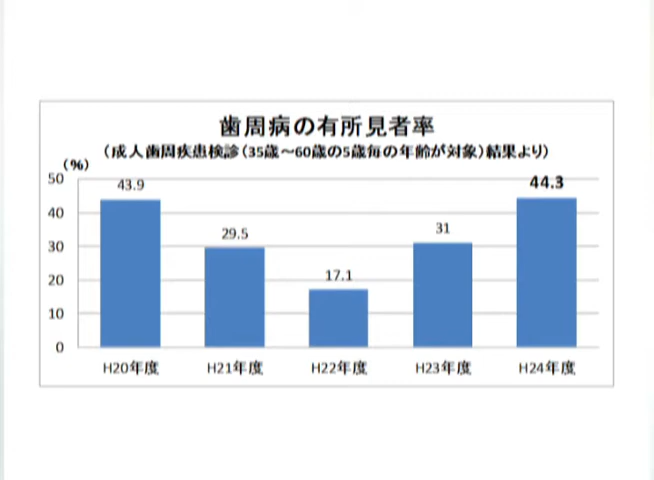 歯周病の有所見者率
(成人歯周疾患検診(35歳～60歳の5歳毎の年齢が対象)結果より)
(%)
50
40
30
20
10
0
43.9
29.5
17.1
31
44.3
H20年度
H21年度
H22年度
H23年度
H24年度